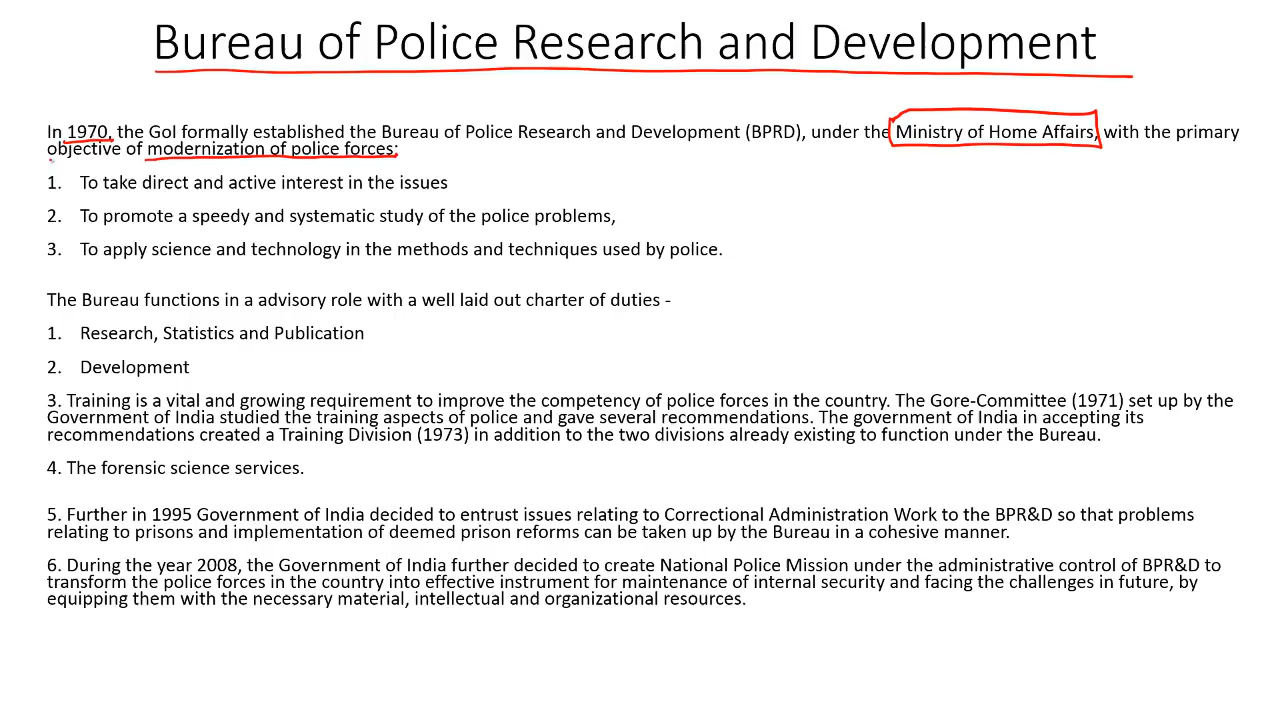 Bureau of Police Research and Development
In 1970, the GoI formally established the Bureau of Police Research and Development (BPRD), under the Ministry of Home Affairs, with the primary
objective of modernization of police forces:
1. To take direct and active interest in the issues
2. To promote a speedy and systematic study of the police problems,
3. To apply science and technology in the methods and techniques used by police.
The Bureau functions in a advisory role with a well laid out charter of duties -
1. Research, Statistics and Publication
2. Development
3. Training is a vital and growing requirement to improve the competency of police forces in the country. The Gore-Committee (1971) set up by the
Government of India studied the training aspects of police and gave several recommendations. The government of India in accepting its
recommendations created a Training Division (1973) in addition to the two divisions already existing to function under the Bureau.
4. The forensic science services.
5. Further in 1995 Government of India decided to entrust issues relating to Correctional Administration Work to the BPR&D so that problems
relating to prisons and implementation of deemed prison reforms can be taken up by the Bureau in a cohesive manner.
6. During the year 2008, the Government of India further decided to create National Police Mission under the administrative control of BPR&D to
transform the police forces in the country into effective instrument for maintenance of internal security and facing the challenges in future, by
equipping them with the necessary material, intellectual and organizational resources.